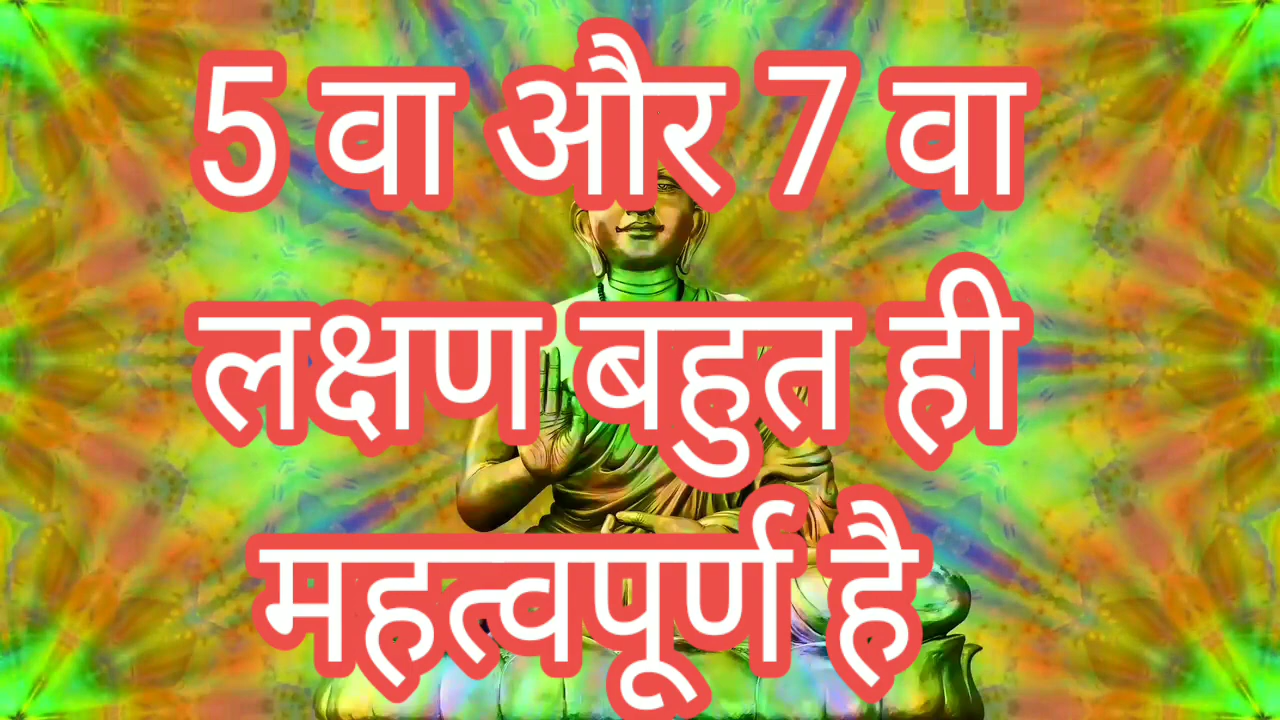 5 वा और 7 वा
लक्षण बहुत ही
महत्वपूर्ण है